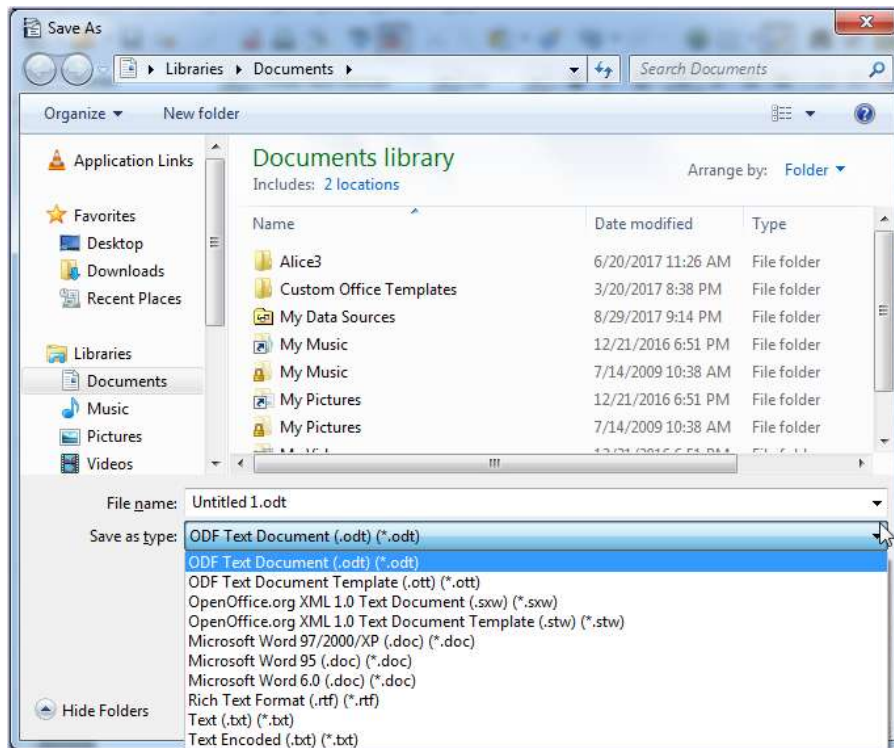 Save As
Libraries Documents
Search Documents
Organize New folder
Application Links
Favorites
Desktop
Downloads
Recent Places
Libraries
Documents
Music
Pictures
Videos
Documents library
Includes: 2 locations
Arrange by: Folder
Name Date modified Type
Alice3 6/20/2017 11:26 AM File folder
Custom Office Templates 3/20/2017 8:38 PM File folder
My Data Sources 8/29/2017 9:14 PM File folder
My Music 12/21/2016 6:51 PM File folder
My Music 7/14/2009 10:38 AM File folder
My Pictures 12/21/2016 6:51 PM File folder
My Pictures 7/14/2009 10:38 AM File folder
File name: Untitled 1.odt
Save as type: ODF Text Document (.odt) (*.odt)
ODF Text Document (.odt) (*.odt)
ODF Text Document Template (.ott) (*.ott)
OpenOffice.org XML 1.0 Text Document (.sxw) (*.sxw)
OpenOffice.org XML 1.0 Text Document Template (.stw) (*.stw)
Microsoft Word 97/2000/XP (.doc) (*.doc)
Microsoft Word 95 (.doc) (*.doc)
Microsoft Word 6.0 (.doc) (*.doc)
Rich Text Format (.rtf) (*.rtf)
Text (.txt) (*.txt)
Text Encoded (.txt) (*.txt)
Hide Folders